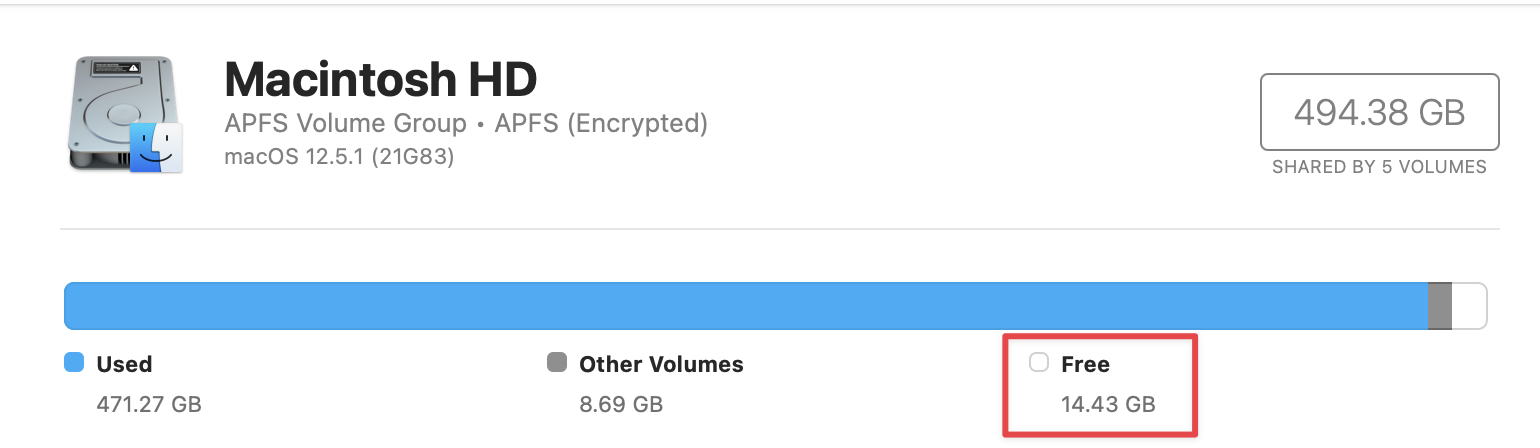 Macintosh HD
APFS Volume Group • APFS (Encrypted)
macOS 12.5.1 (21G83)
494.38 GB
SHARED BY 5 VOLUMES
Used
471.27 GB
Other Volumes
8.69 GB
Free
14.43 GB